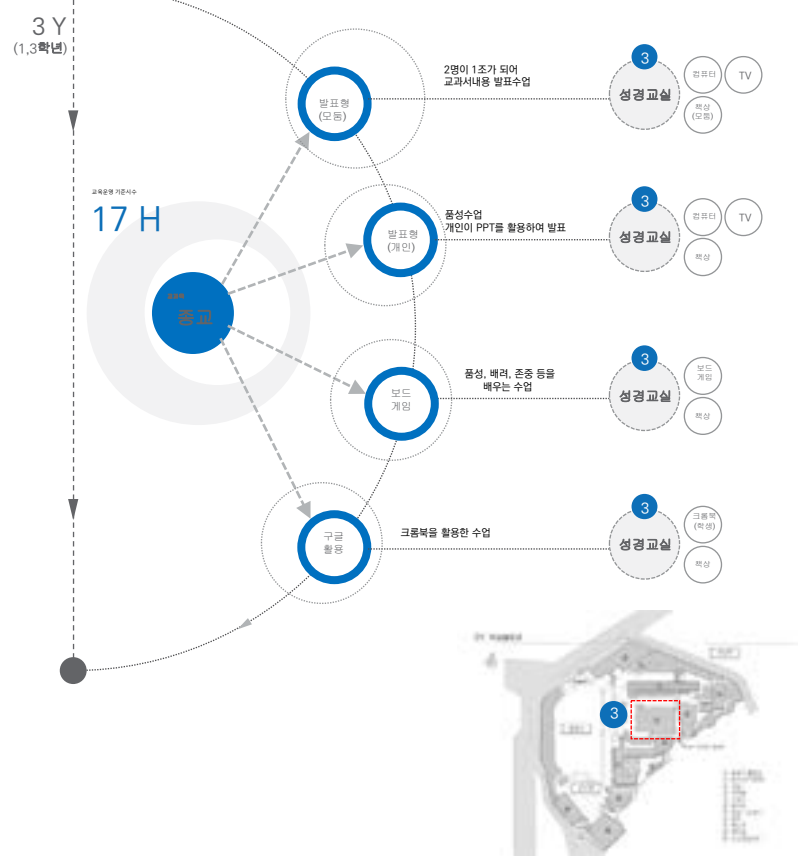 3 Y
(1,3학년)
2명이 1조가 되어
교과서내용 발표수업
발표형
(모둠)
3
성경교실
컴퓨터
TV
책상
(모둠)
교육운영 기준시수
17 H
품성수업
개인이 PPT를 활용하여 발표
발표형
(개인)
3
성경교실
컴퓨터
TV
책상
종교
품성, 배려, 존중 등을
배우는 수업
보드
게임
3
성경교실
보드
게임
책상
크롬북을 활용한 수업
구글
활용
3
성경교실
크롬북
(학생)
책상
3